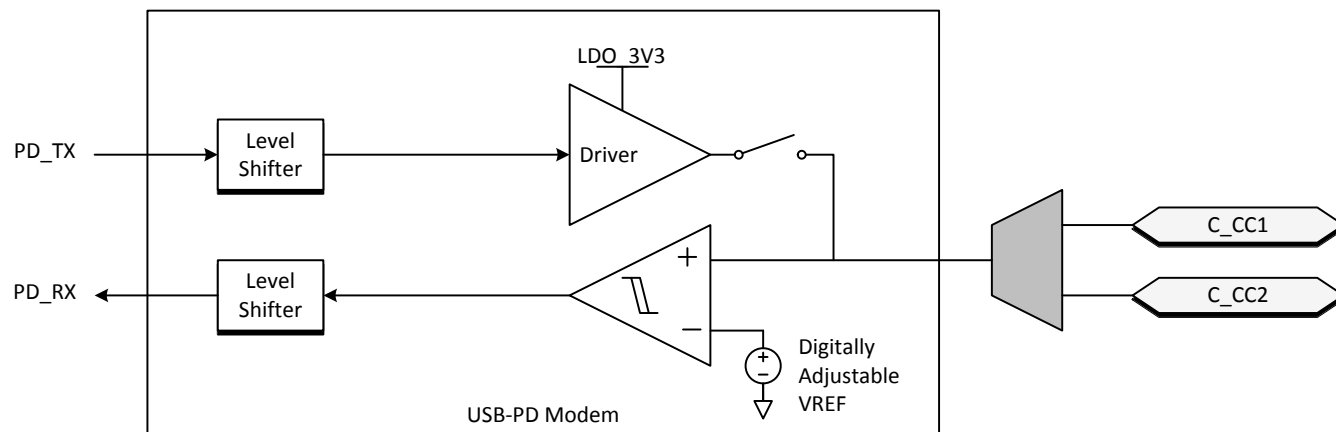 LDO_3V3
PD_TX
Level
Shifter
Driver
C_CC1
PD_RX
Level
Shifter
C_CC2
Digitally
Adjustable
VREF
USB-PD Modem